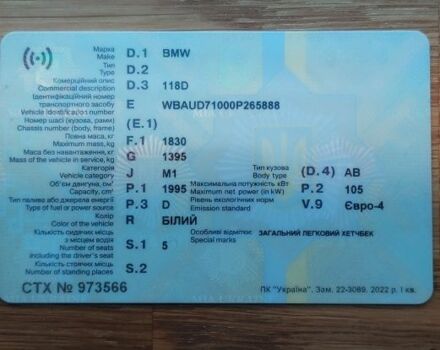 Марка
Make D.1 BMW
Тип
Type D.2
Комерційний опис
Commercial description D.3 118D
Ідентифікаційний номер
транспортного засобу E WBAUD71000P265888
Vehicle identification number
Номер шасі (кузова, рами)
Chassis number (body, frame) (E.1)
Повна маса, кг
Maximum mass, kg F.1 1830
Маса без навантаження, кг
Mass of the vehicle in service, kg G 1395
Категорія
Vehicle category J M1 Тип кузова
Body type (D.4) AB
Об'єм двигуна, см³
Capacity, cm³ P.1 1995 Максимальна потужність кВт
Maximum net power (in kW) P.2 105
Тип палива або джерела енергії
Type of fuel or power source P.3 D Рівень екологічних норм
Emission standard V.9 Євро-4
Колір
Color of the vehicle R БІЛИЙ
Кількість сидячих місць
з місцем водія
Number of seats S.1 5
including the driver's seat
Особливі відмітки
Special marks ЗАГАЛЬНИЙ ЛЕГКОВИЙ ХЕТЧБЕК
Кількість стоячих місць
Number of standing places S.2
СТХ № 973566
ПК "Україна". Зам. 22-3089. 2022 р. І кв.